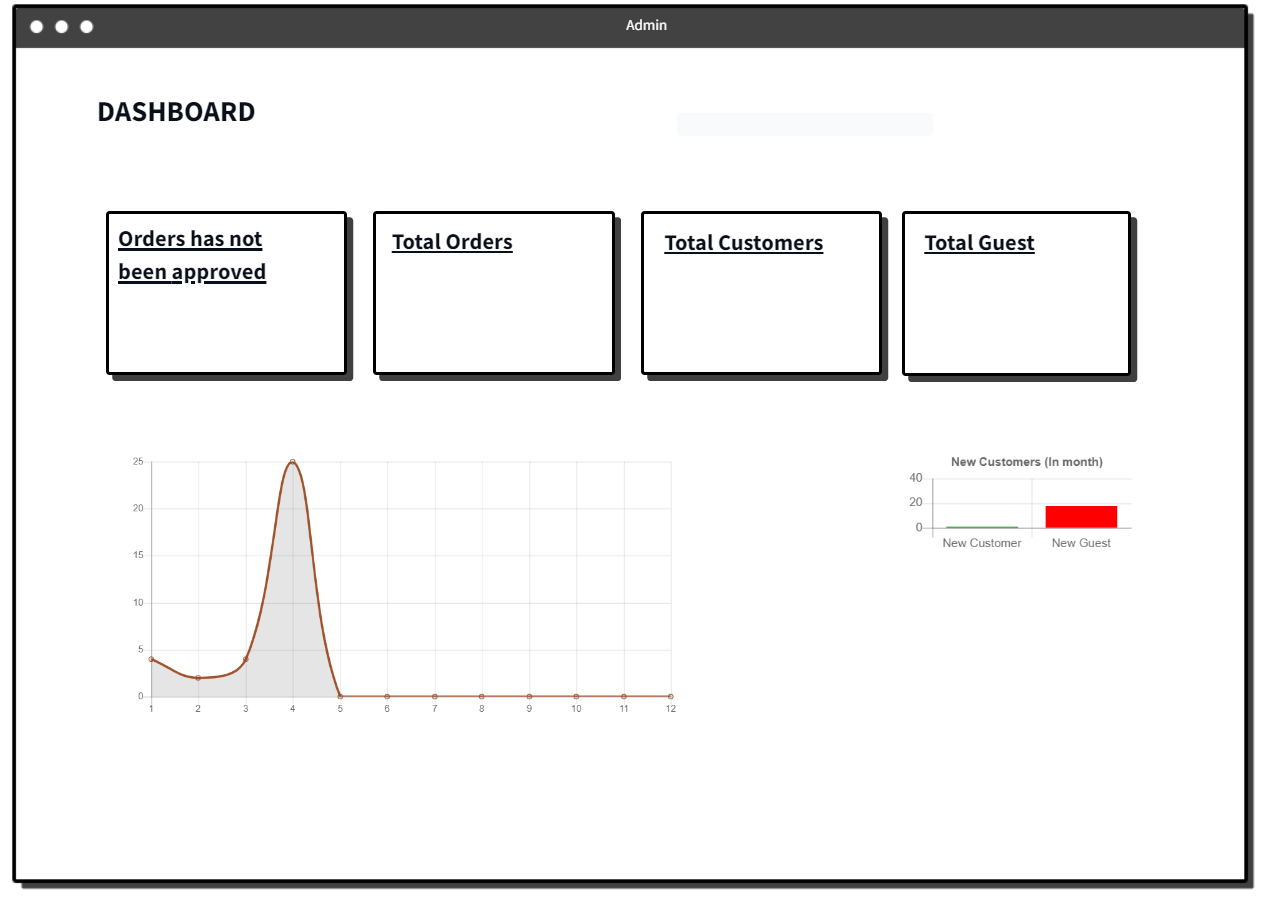 Admin
DASHBOARD
Orders has not
been approved
Total Orders
Total Customers
Total Guest
25
20
15
10
5
0
1 2 3 4 5 6 7 8 9 10 11 12
New Customers (In month)
40
20
0
New Customer New Guest